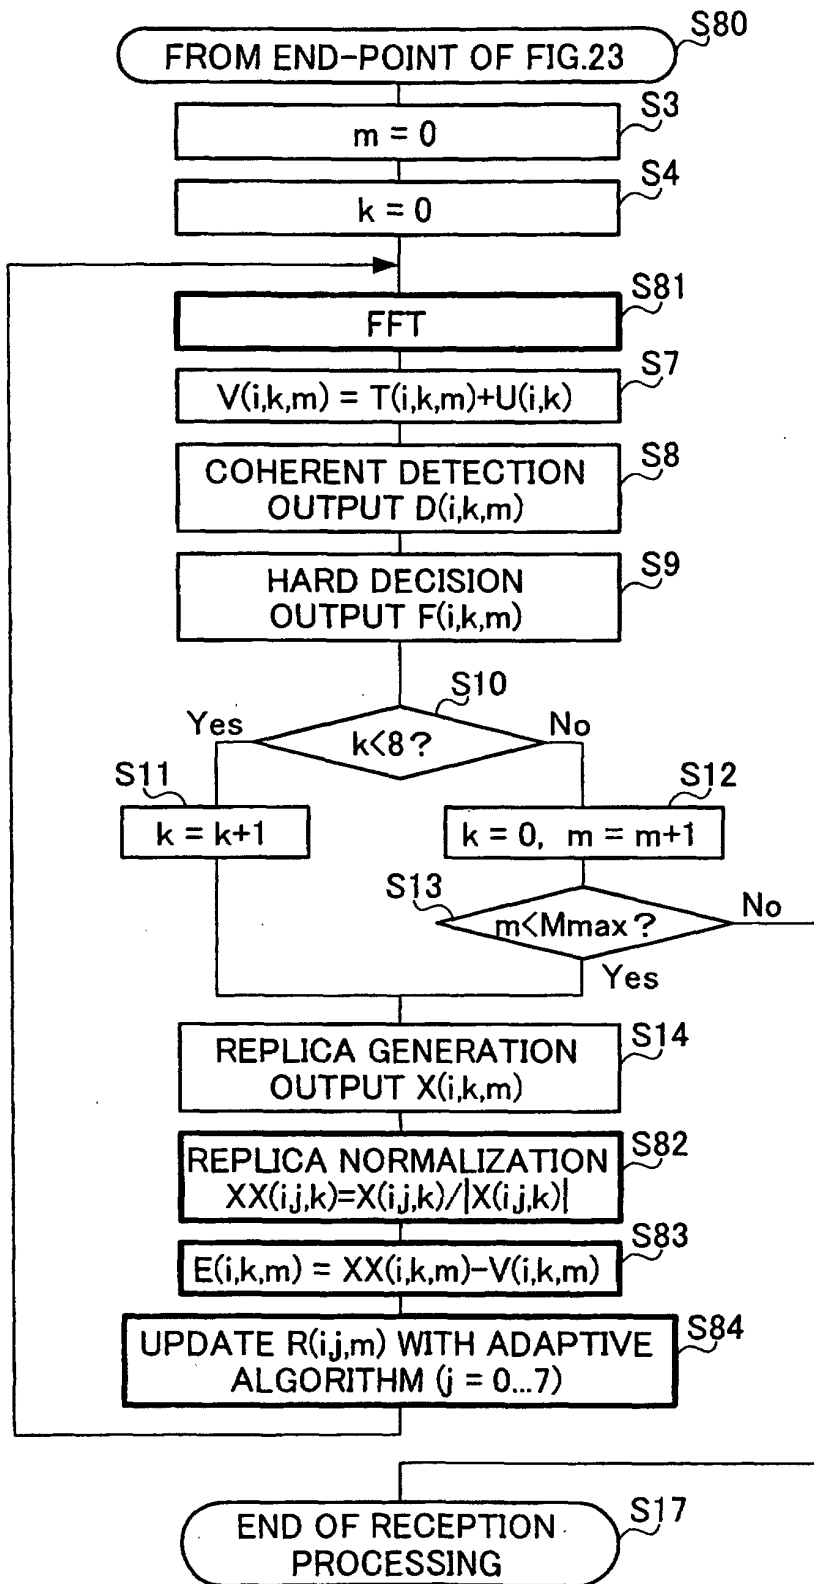 S80
FROM END-POINT OF FIG.23
S3
m = 0
S4
k = 0
S81
FFT
S7
V(i,k,m) = T(i,k,m)+U(i,k)
S8
COHERENT DETECTION
OUTPUT D(i,k,m)
S9
HARD DECISION
OUTPUT F(i,k,m)
S10
Yes
k<8?
No
S11
k = k+1
S12
k = 0, m = m+1
S13
m<Mmax?
No
Yes
S14
REPLICA GENERATION
OUTPUT X(i,k,m)
S82
REPLICA NORMALIZATION
XX(i,j,k)=X(i,j,k)/|X(i,j,k)|
S83
E(i,k,m) = XX(i,k,m)-V(i,k,m)
S84
UPDATE R(i,j,m) WITH ADAPTIVE
ALGORITHM (j = 0...7)
S17
END OF RECEPTION
PROCESSING